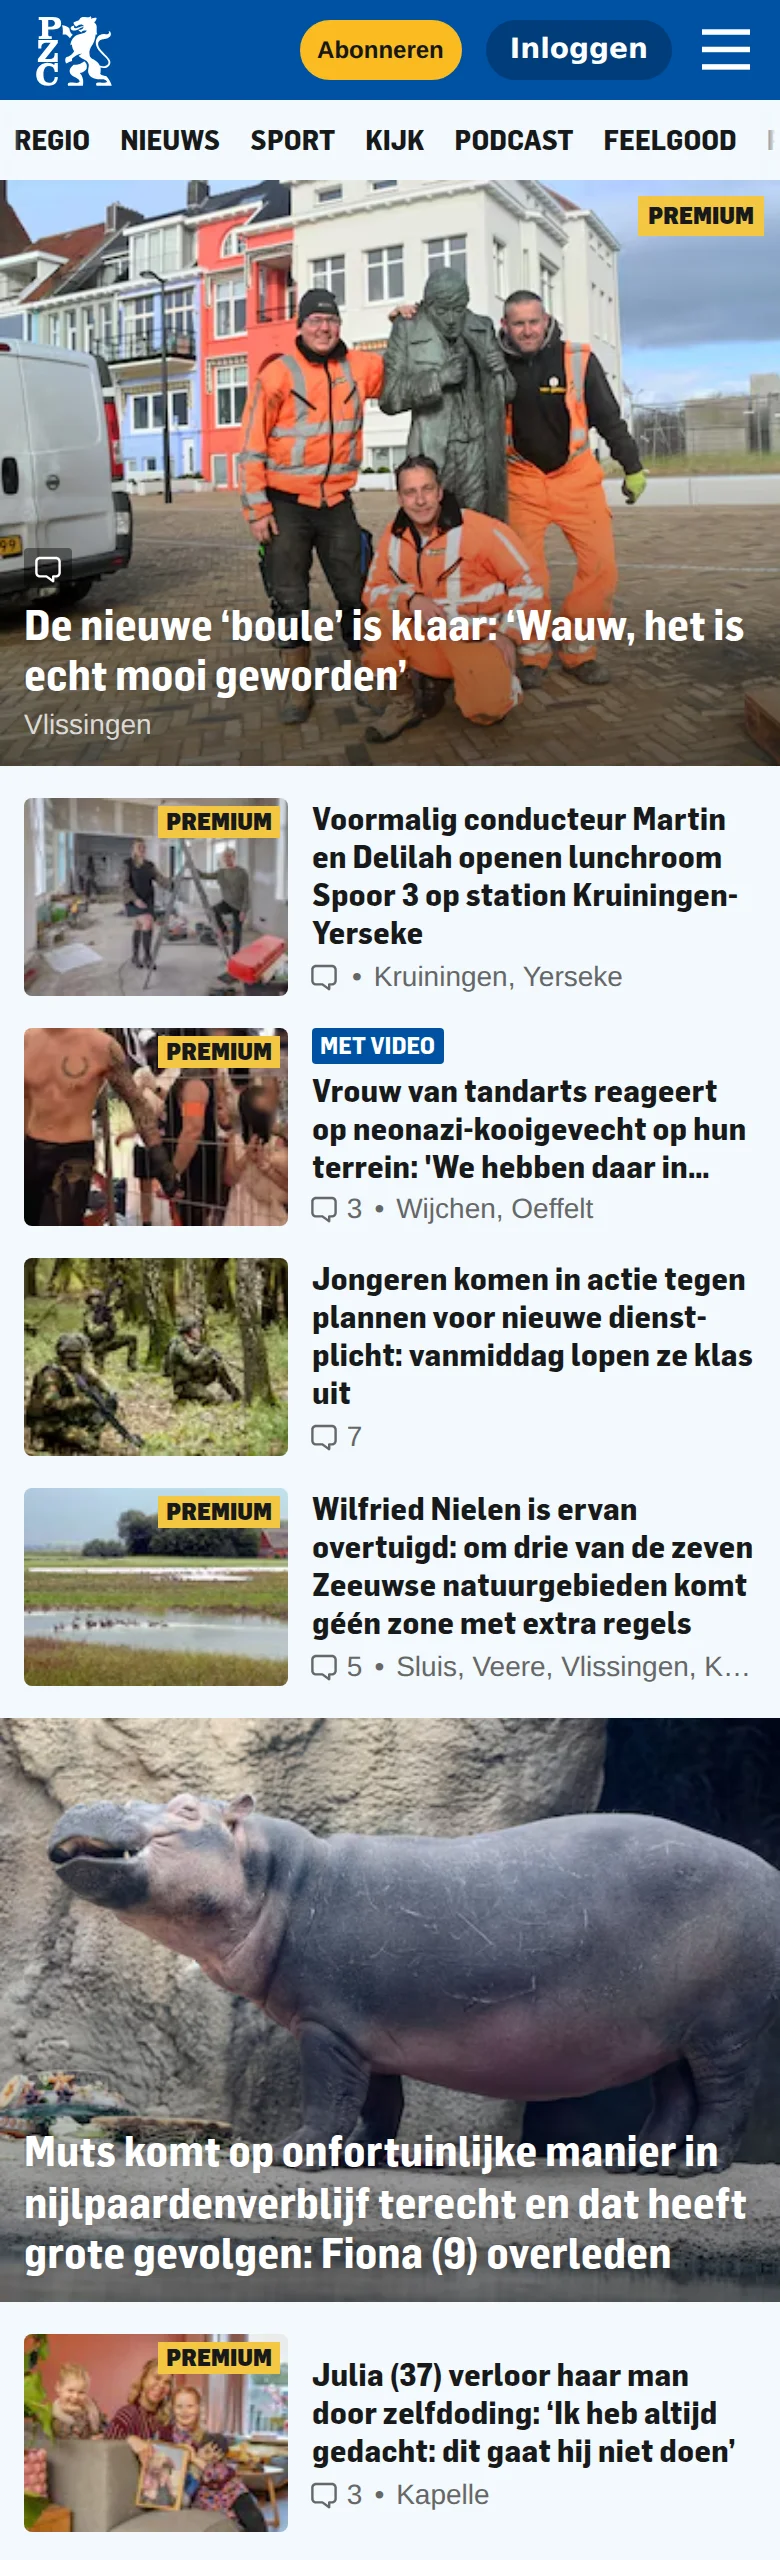 PZC
Abonneren
Inloggen
REGIO NIEUWS SPORT KIJK PODCAST FEELGOOD
PREMIUM
De nieuwe ‘boule’ is klaar: ‘Wauw, het is
echt mooi geworden’
Vlissingen
PREMIUM
Voormalig conducteur Martin
en Delilah openen lunchroom
Spoor 3 op station Kruiningen-
Yerseke
• Kruiningen, Yerseke
PREMIUM
MET VIDEO
Vrouw van tandarts reageert
op neonazi-kooigevecht op hun
terrein: 'We hebben daar in...
3 • Wijchen, Oeffelt
Jongeren komen in actie tegen
plannen voor nieuwe dienst-
plicht: vanmiddag lopen ze klas
uit
7
PREMIUM
Wilfried Nielen is ervan
overtuigd: om drie van de zeven
Zeeuwse natuurgebieden komt
géén zone met extra regels
5 • Sluis, Veere, Vlissingen, K...
Muts komt op onfortuinlijke manier in
nijlpaardenverblijf terecht en dat heeft
grote gevolgen: Fiona (9) overleden
PREMIUM
Julia (37) verloor haar man
door zelfdoding: ‘Ik heb altijd
gedacht: dit gaat hij niet doen’
3 • Kapelle